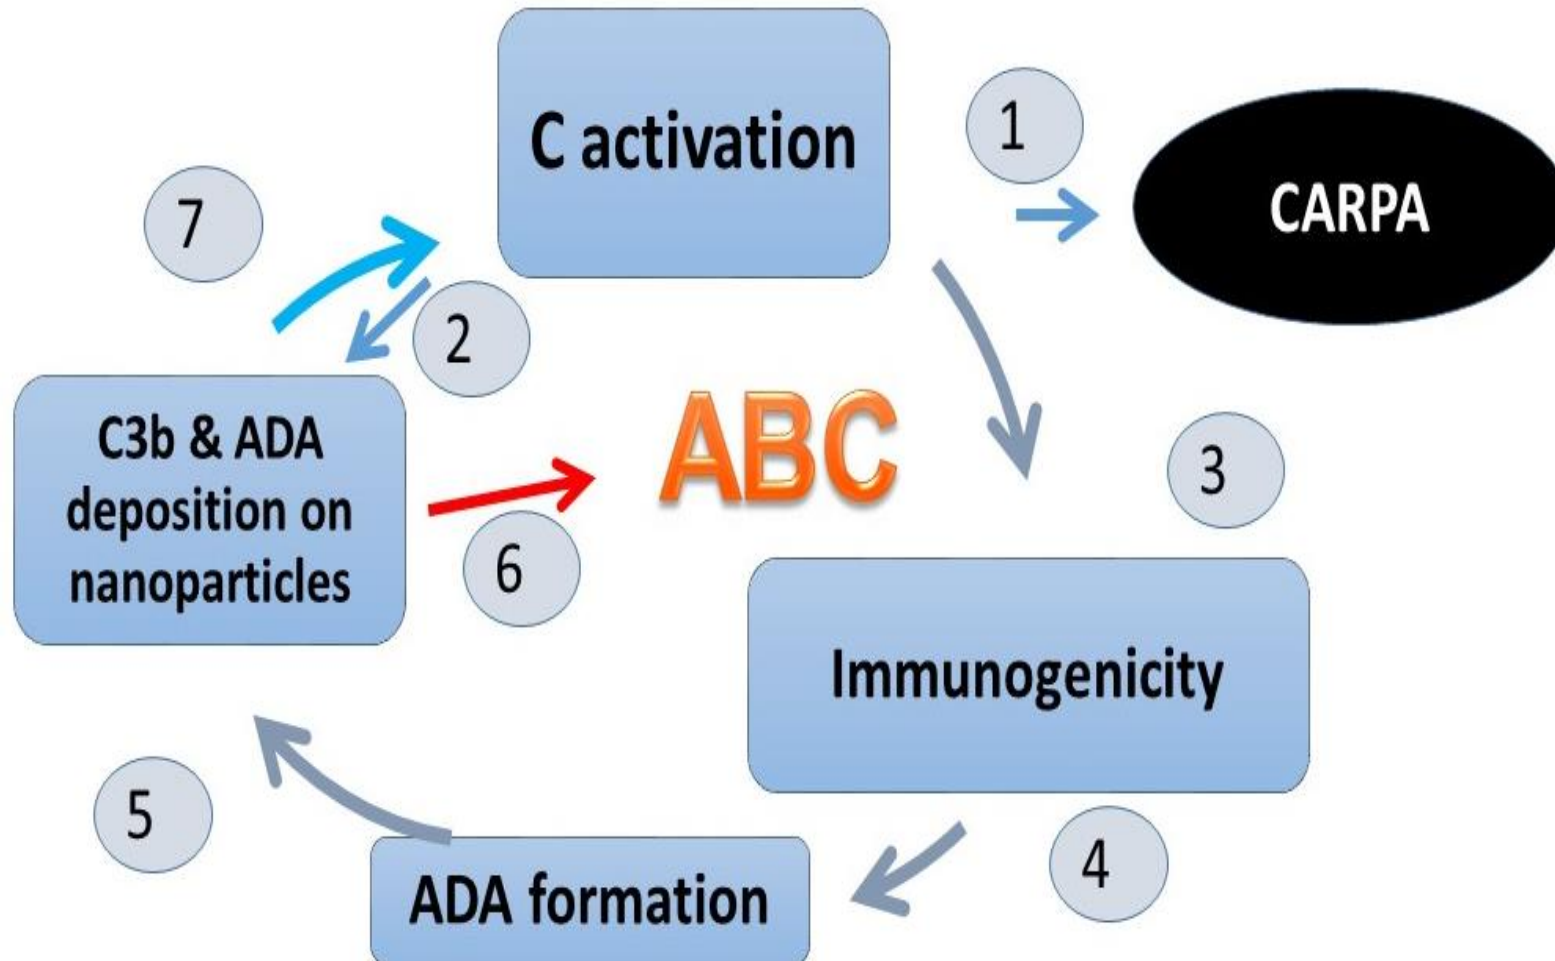 C activation
1
CARPA
7
2
C3b & ADA
deposition on
nanoparticles
ABC
3
6
Immunogenicity
5
ADA formation
4